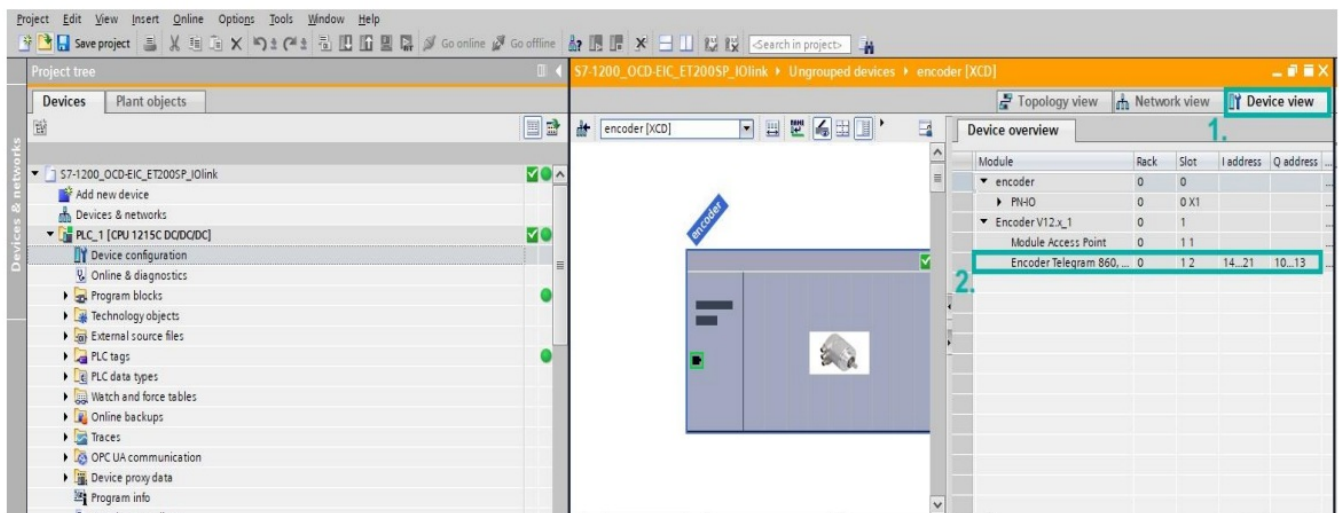 Project Edit View Insert Online Options Tools Window Help
Save project Go online Go offline <Search in project>
Project tree
S7-1200_OCD-EIC_ET200SP_IOlink Ungrouped devices encoder [XCD]
Devices Plant objects
Topology view Network view Device view
1.
encoder [XCD]
Device overview
Devices & networks
Module Rack Slot I address Q address ...
encoder 0 0
PN-IO 0 0 X1
Encoder V12.x_1 0 1
Module Access Point 0 1 1
Encoder Telegram 860, ... 0 1 2 14...21 10...13
2.
encoder
S7-1200_OCD-EIC_ET200SP_IOlink
Add new device
Devices & networks
PLC_1 [CPU 1215C DC/DC/DC]
Device configuration
Online & diagnostics
Program blocks
Technology objects
External source files
PLC tags
PLC data types
Watch and force tables
Online backups
Traces
OPC UA communication
Device proxy data
Program info